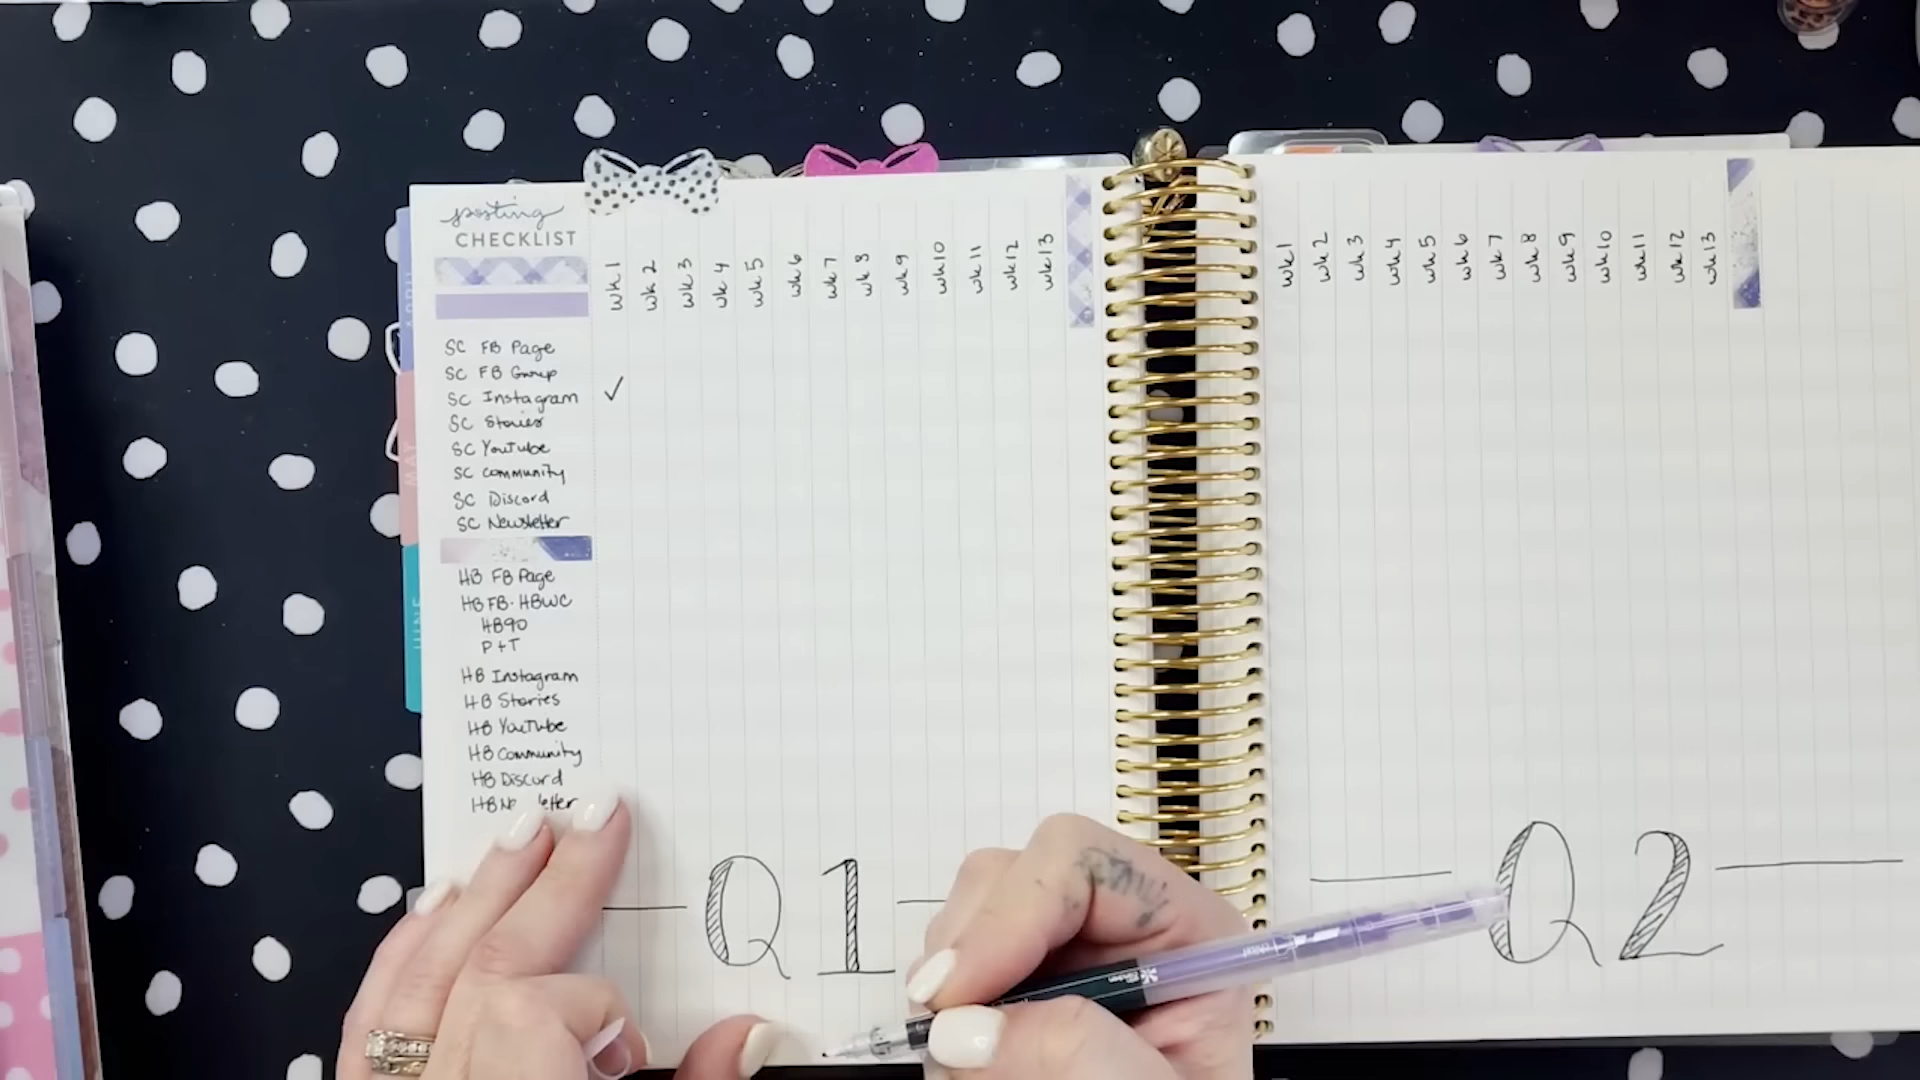 posting
CHECKLIST
wk 1 wk 2 wk 3 wk 4 wk 5 wk 6 wk 7 wk 8 wk 9 wk 10 wk 11 wk 12 wk 13
SC FB Page
SC FB Group
SC Instagram ✓
SC Stories
SC YouTube
SC Community
SC Discord
SC Newsletter
HB FB Page
HB FB · HBWC
HB90
P+T
HB Instagram
HB Stories
HB YouTube
HB Community
HB Discord
HB
Q1
wk 1 wk 2 wk 3 wk 4 wk 5 wk 6 wk 7 wk 8 wk 9 wk 10 wk 11 wk 12 wk 13
Q2
APRIL
MAY
JUNE